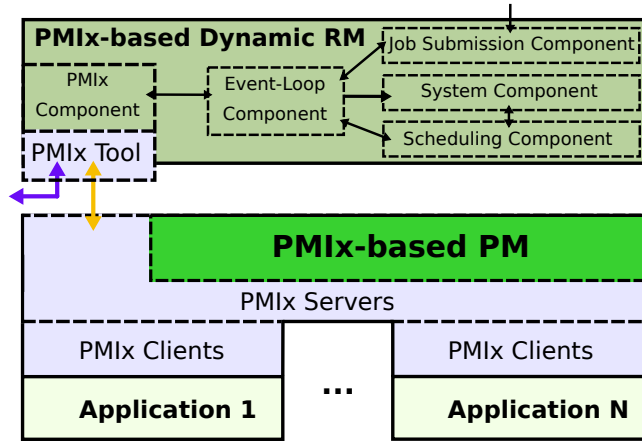 PMIx-based Dynamic RM
Job Submission Component
PMIx
Component
Event-Loop
Component
System Component
Scheduling Component
PMIx Tool
PMIx-based PM
PMIx Servers
PMIx Clients
PMIx Clients
...
Application 1
Application N